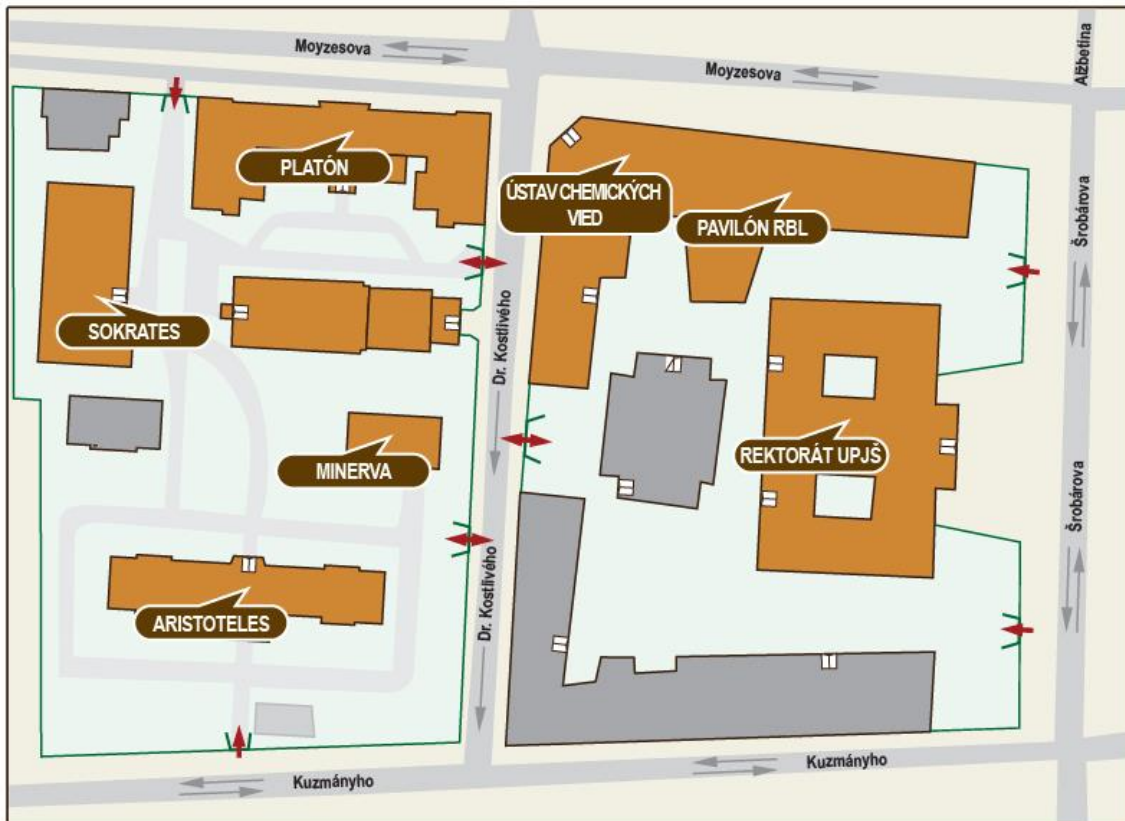 Moyzesova
Moyzesova
Alžbetina
PLATÓN
ÚSTAV CHEMICKÝCH
VIED
PAVILÓN RBL
Šrobárova
SOKRATES
Dr. Kostlivého
MINERVA
REKTORÁT UPJŠ
Šrobárova
Dr. Kostlivého
ARISTOTELES
Kuzmányho
Kuzmányho